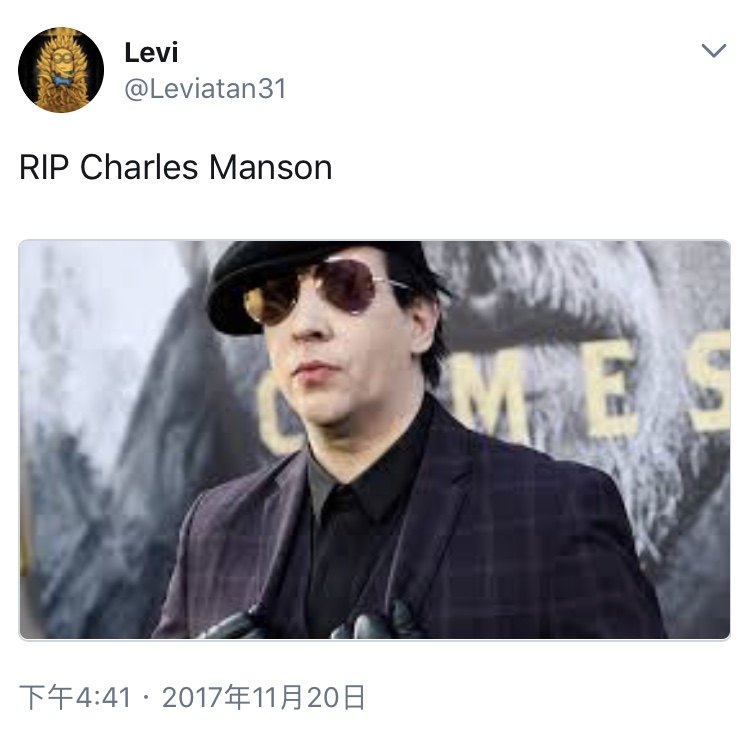 Levi
@Leviatan31
RIP Charles Manson
MES
下午4:41 · 2017年11月20日